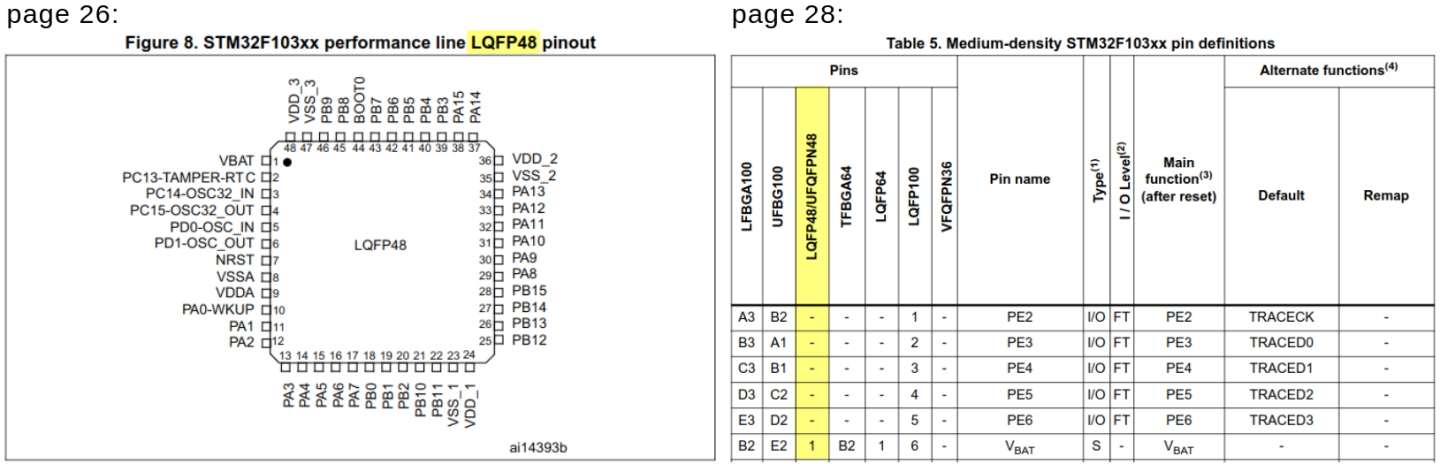 page 26:
Figure 8. STM32F103xx performance line LQFP48 pinout
VDD_3 VSS_3 PB9 PB8 BOOT0 PB7 PB6 PB5 PB4 PB3 PA15 PA14
48 47 46 45 44 43 42 41 40 39 38 37
VBAT 1 36 VDD_2
PC13-TAMPER-RTC 2 35 VSS_2
PC14-OSC32_IN 3 34 PA13
PC15-OSC32_OUT 4 33 PA12
PD0-OSC_IN 5 32 PA11
PD1-OSC_OUT 6 LQFP48 31 PA10
NRST 7 30 PA9
VSSA 8 29 PA8
VDDA 9 28 PB15
PA0-WKUP 10 27 PB14
PA1 11 26 PB13
PA2 12 25 PB12
13 14 15 16 17 18 19 20 21 22 23 24
PA3 PA4 PA5 PA6 PA7 PB0 PB1 PB2 PB10 PB11 VSS_1 VDD_1
ai14393b
page 28:
Table 5. Medium-density STM32F103xx pin definitions
Pins Pin name Type(1) I / O Level(2) Main function(3) (after reset) Alternate functions(4)
LFBGA100 UFBG100 LQFP48/UFQFPN48 TFBGA64 LQFP64 LQFP100 VFQFPN36 Default Remap
A3 B2 - - - 1 - PE2 I/O FT PE2 TRACECK -
B3 A1 - - - 2 - PE3 I/O FT PE3 TRACED0 -
C3 B1 - - - 3 - PE4 I/O FT PE4 TRACED1 -
D3 C2 - - - 4 - PE5 I/O FT PE5 TRACED2 -
E3 D2 - - - 5 - PE6 I/O FT PE6 TRACED3 -
B2 E2 1 B2 1 6 - VBAT S - VBAT - -